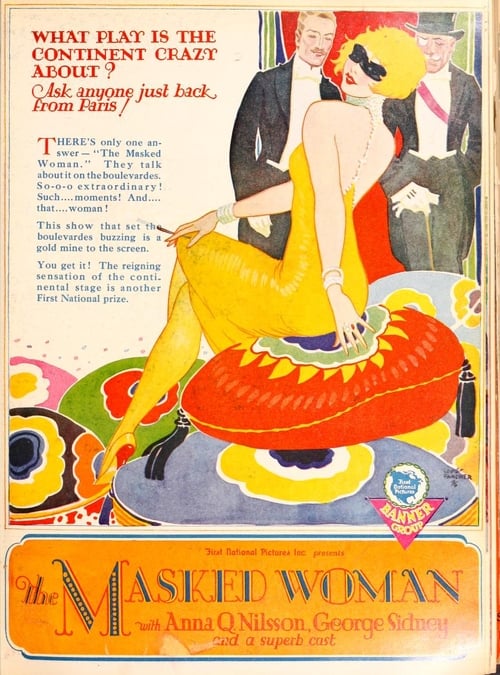 WHAT PLAY IS THE
CONTINENT CRAZY
ABOUT?
Ask anyone just back
from Paris!
THERE'S only one an-
swer — "The Masked
Woman." They talk
about it on the boulevardes.
So-o-o extraordinary!
Such....moments! And....
that....woman!
This show that set the
boulevardes buzzing is a
gold mine to the screen.
You get it! The reigning
sensation of the conti-
nental stage is another
First National prize.
First
National
Pictures
BANNER
GROUP
First National Pictures Inc. presents
The MASKED WOMAN
with Anna Q. Nilsson, George Sidney
and a superb cast